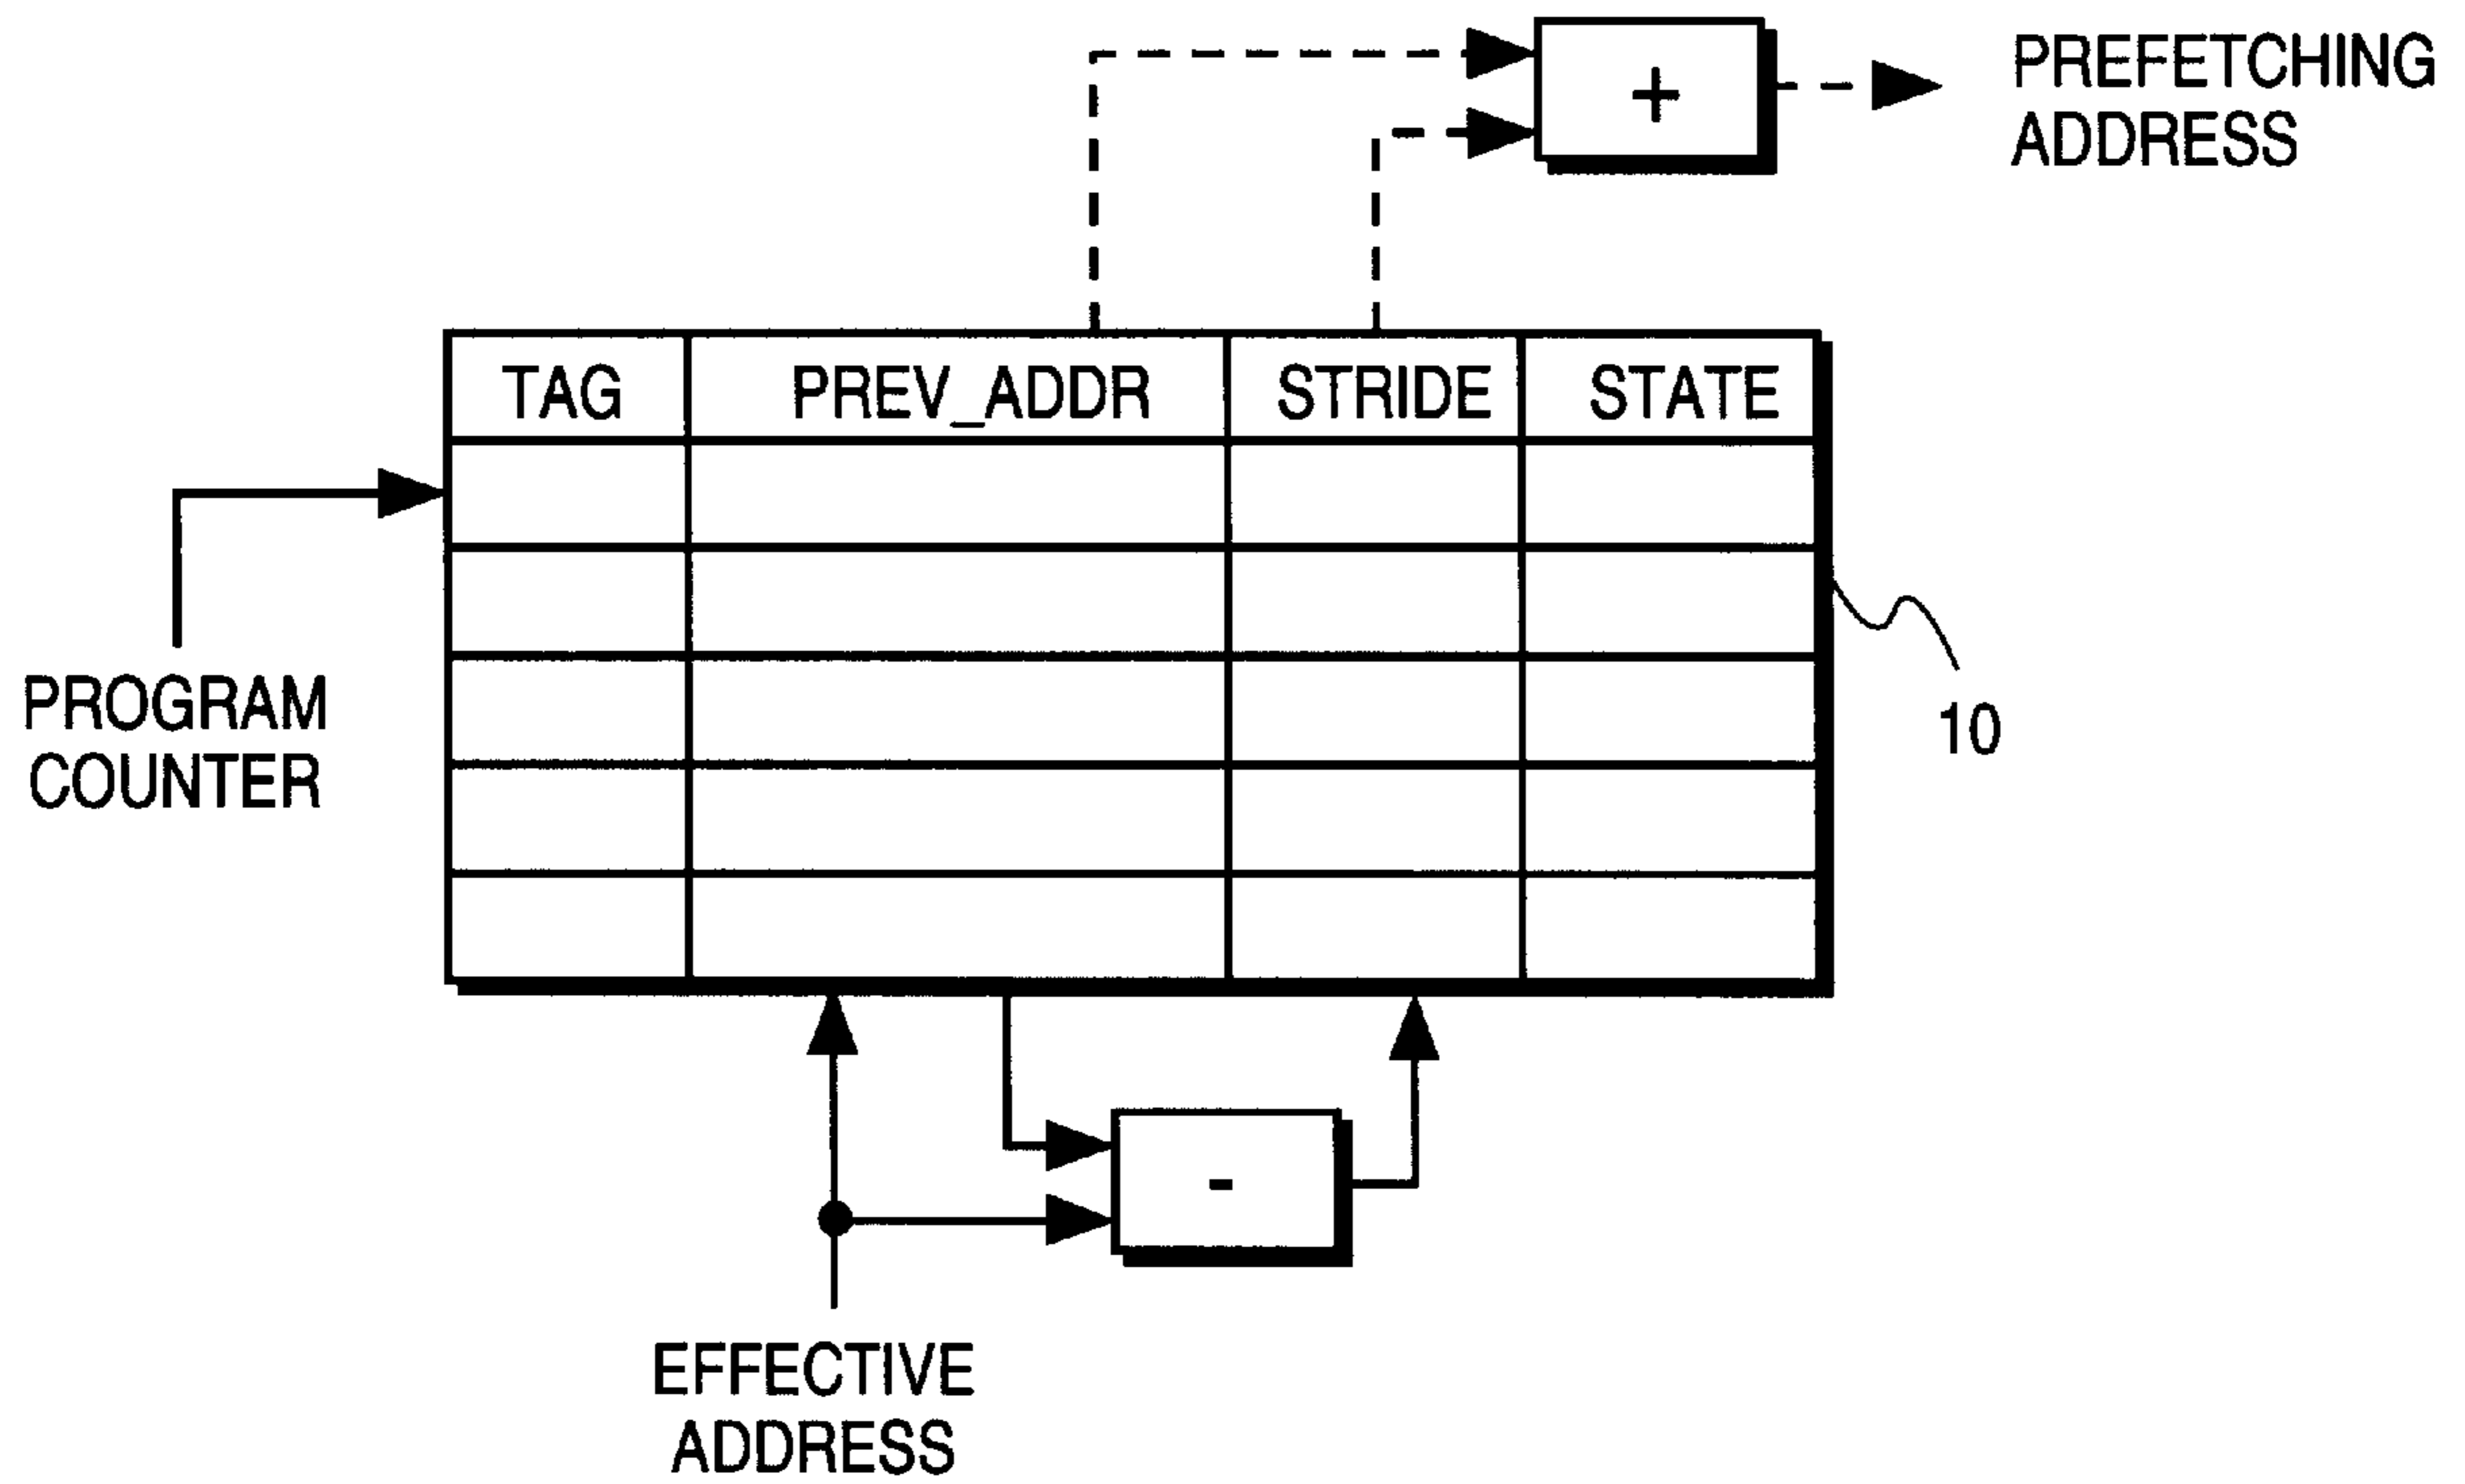 PREFETCHING
ADDRESS
+
TAG PREV_ADDR STRIDE STATE
PROGRAM
COUNTER
10
-
EFFECTIVE
ADDRESS